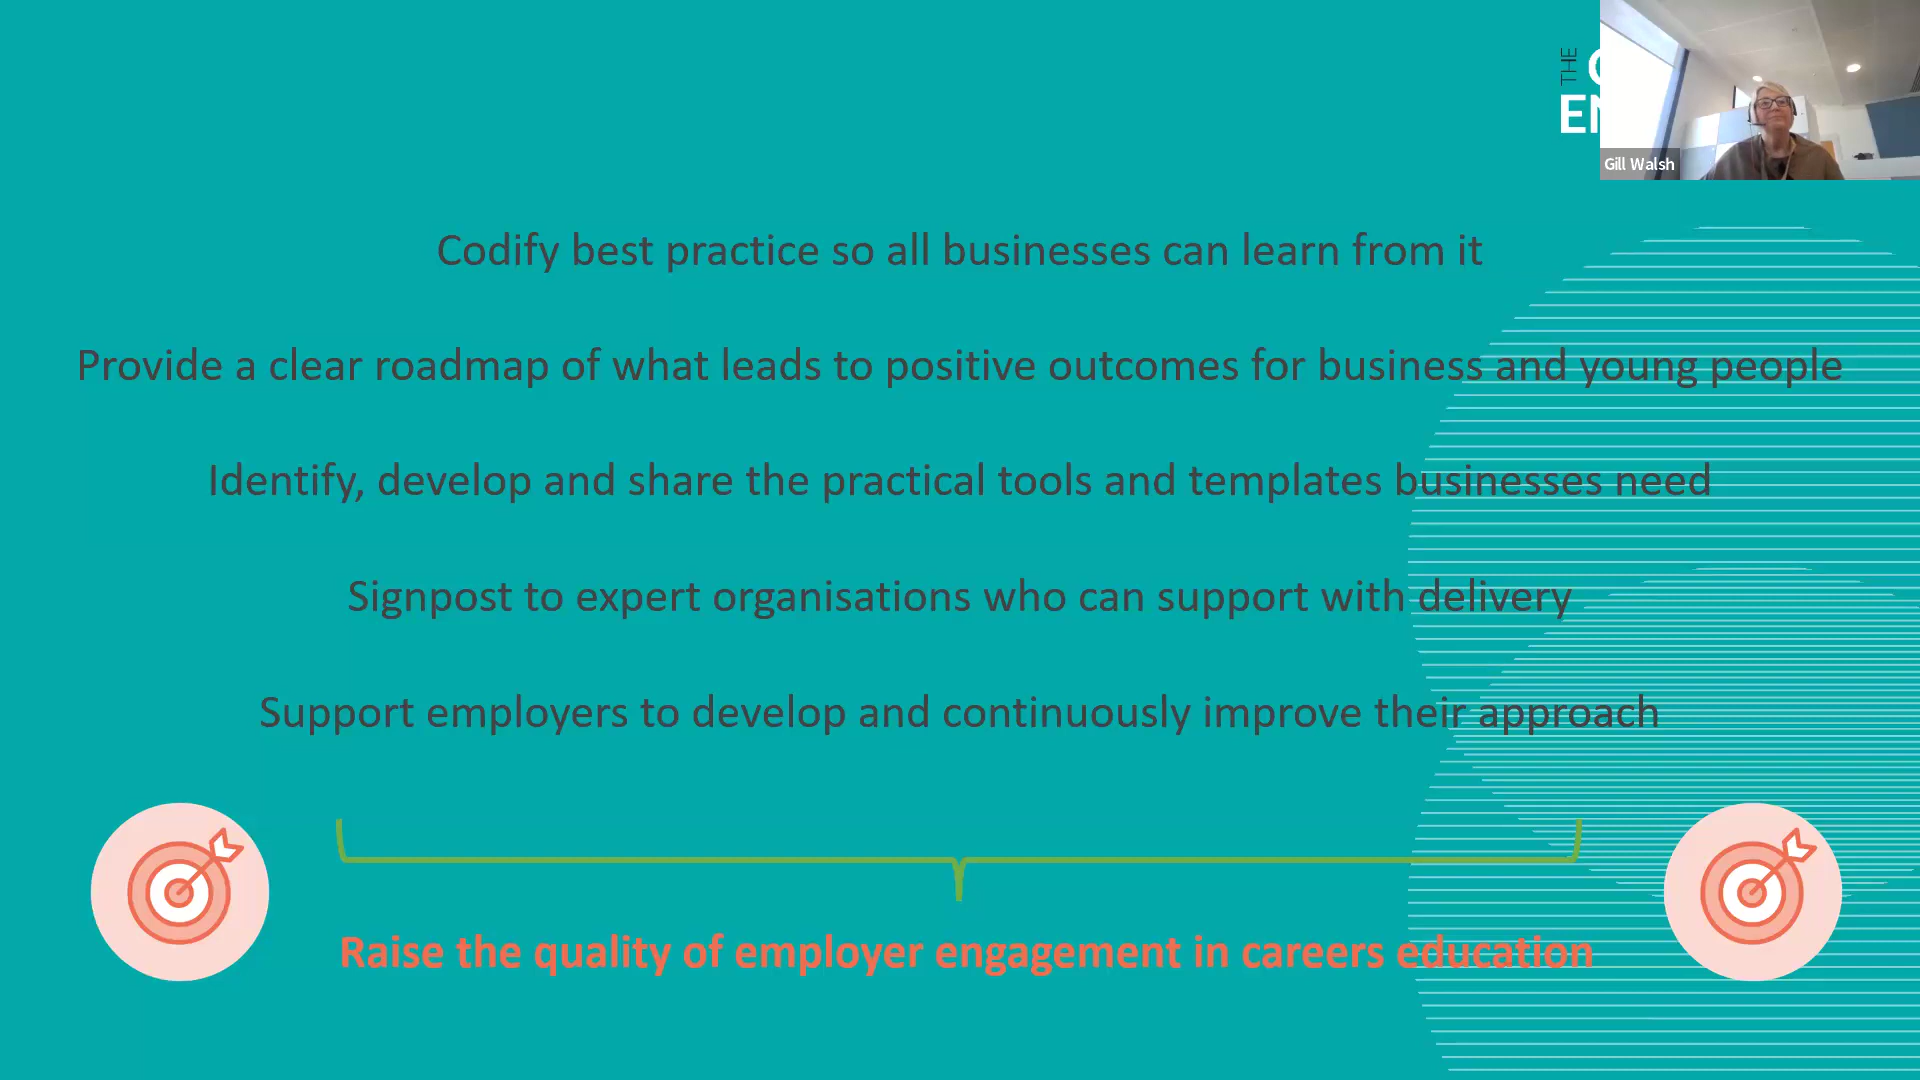 THE
Gill Walsh
Codify best practice so all businesses can learn from it
Provide a clear roadmap of what leads to positive outcomes for business and young people
Identify, develop and share the practical tools and templates businesses need
Signpost to expert organisations who can support with delivery
Support employers to develop and continuously improve their approach
Raise the quality of employer engagement in careers education